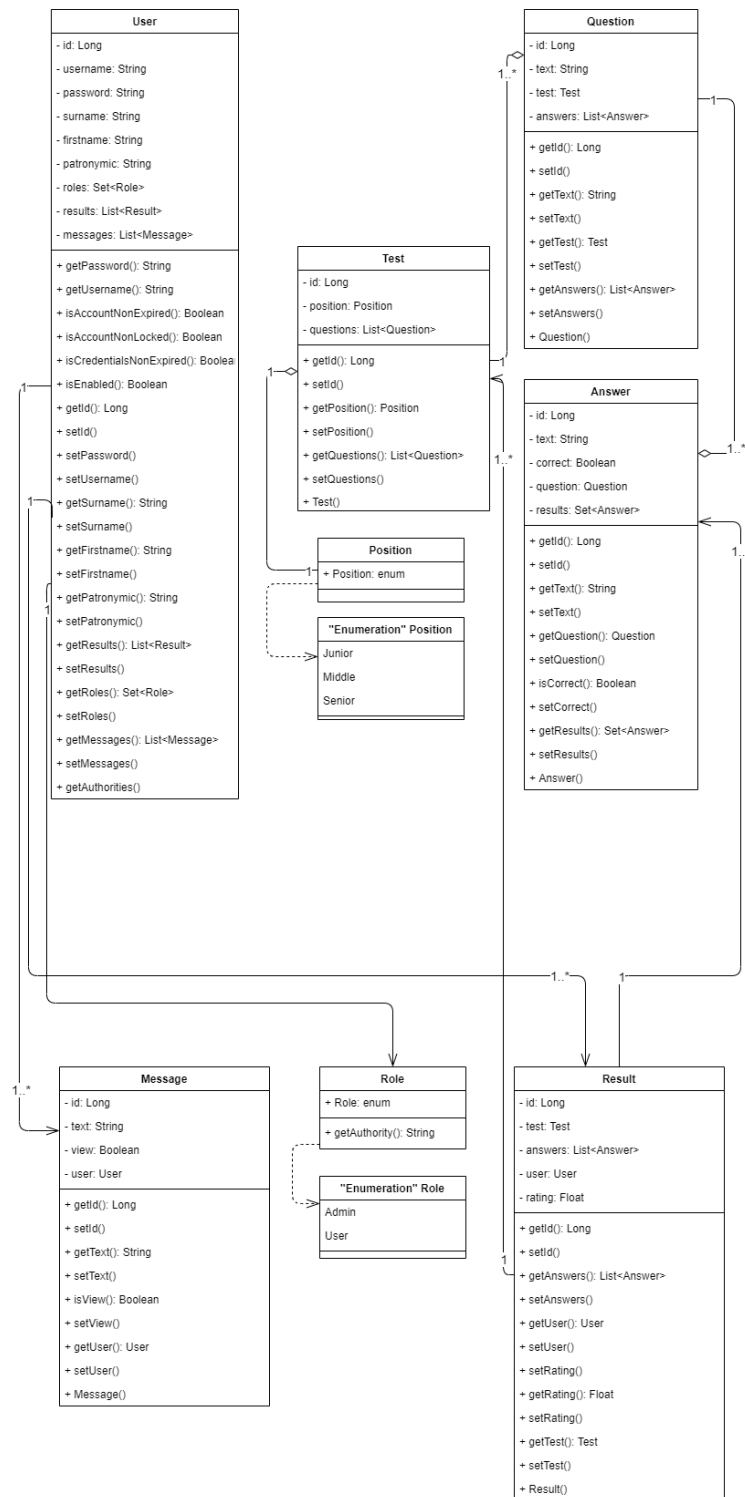 User
- id: Long
- username: String
- password: String
- surname: String
- firstname: String
- patronymic: String
- roles: Set<Role>
- results: List<Result>
- messages: List<Message>
+ getPassword(): String
+ getUsername(): String
+ isAccountNonExpired(): Boolean
+ isAccountNonLocked(): Boolean
+ isCredentialsNonExpired(): Boolea
+ isEnabled(): Boolean
+ getId(): Long
+ setId()
+ setPassword()
+ setUsername()
+ getSurname(): String
+ setSurname()
+ getFirstname(): String
+ setFirstname()
+ getPatronymic(): String
+ setPatronymic()
+ getResults(): List<Result>
+ setResults()
+ getRoles(): Set<Role>
+ setRoles()
+ getMessages(): List<Message>
+ setMessages()
+ getAuthorities()
1
1
1
Test
- id: Long
- position: Position
- questions: List<Question>
+ getId(): Long
+ setId()
+ getPosition(): Position
+ setPosition()
+ getQuestions(): List<Question>
+ setQuestions()
+ Test()
1
1
1..*
1
1..*
Position
+ Position: enum
"Enumeration" Position
Junior
Middle
Senior
Question
- id: Long
- text: String
- test: Test
- answers: List<Answer>
+ getId(): Long
+ setId()
+ getText(): String
+ setText()
+ getTest(): Test
+ setTest()
+ getAnswers(): List<Answer>
+ setAnswers()
+ Question()
1
1..*
Answer
- id: Long
- text: String
- correct: Boolean
- question: Question
- results: Set<Answer>
+ getId(): Long
+ setId()
+ getText(): String
+ setText()
+ getQuestion(): Question
+ setQuestion()
+ isCorrect(): Boolean
+ setCorrect()
+ getResults(): Set<Answer>
+ setResults()
+ Answer()
1..
1..*
1
1..*
Message
- id: Long
- text: String
- view: Boolean
- user: User
+ getId(): Long
+ setId()
+ getText(): String
+ setText()
+ isView(): Boolean
+ setView()
+ getUser(): User
+ setUser()
+ Message()
Role
+ Role: enum
+ getAuthority(): String
"Enumeration" Role
Admin
User
1
Result
- id: Long
- test: Test
- answers: List<Answer>
- user: User
- rating: Float
+ getId(): Long
+ setId()
+ getAnswers(): List<Answer>
+ setAnswers()
+ getUser(): User
+ setUser()
+ setRating()
+ getRating(): Float
+ setRating()
+ getTest(): Test
+ setTest()
+ Result()